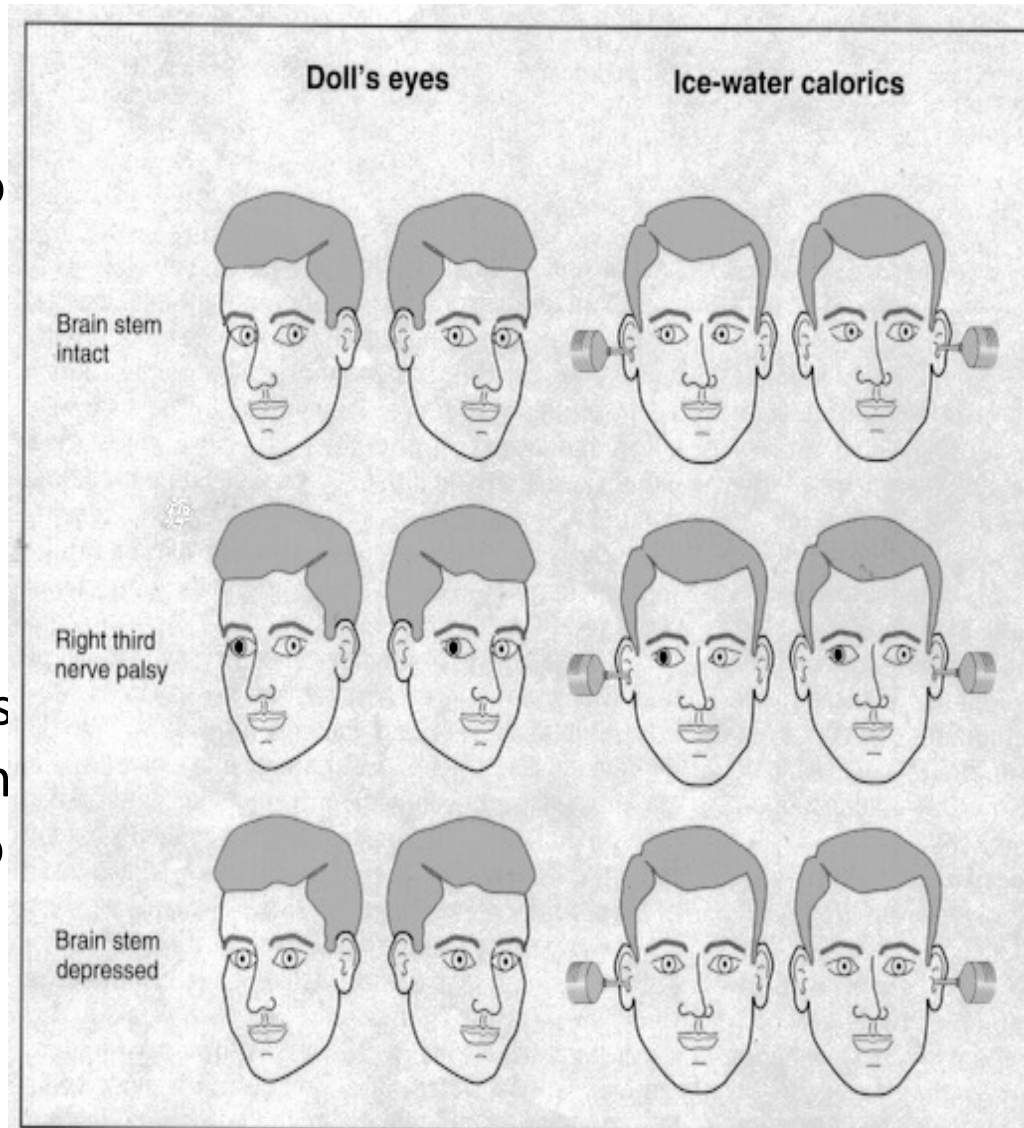 Doll's eyes
Ice-water calorics
Brain stem
intact
Right third
nerve palsy
Brain stem
depressed